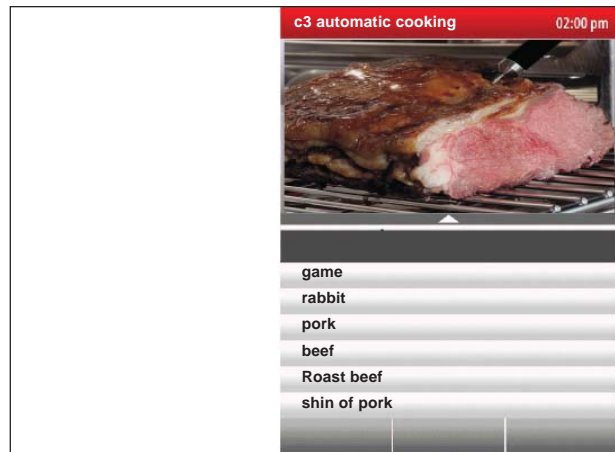 c3 automatic cooking 02:00 pm
game
rabbit
pork
beef
Roast beef
shin of pork